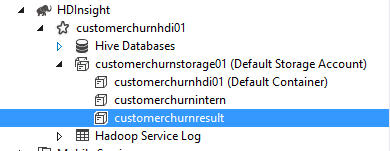 HDInsight
customerchurnhdi01
Hive Databases
customerchurnstorage01 (Default Storage Account)
customerchurnhdi01 (Default Container)
customerchurnintern
customerchurnresult
Hadoop Service Log